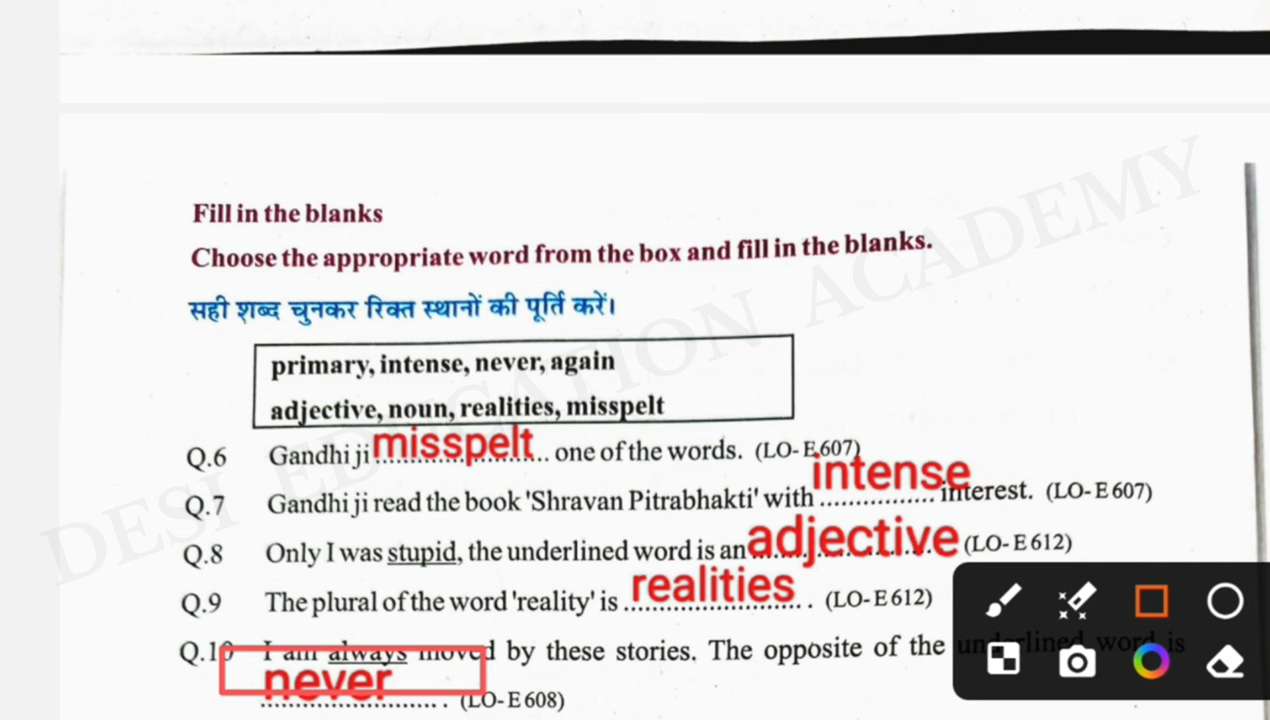 Fill in the blanks
Choose the appropriate word from the box and fill in the blanks.
सही शब्द चुनकर रिक्त स्थानों की पूर्ति करें।
primary, intense, never, again
adjective, noun, realities, misspelt
Q.6 Gandhi ji misspelt one of the words. (LO- E 607)
Q.7 Gandhi ji read the book 'Shravan Pitrabhakti' with intense interest. (LO- E 607)
Q.8 Only I was stupid, the underlined word is an adjective (LO- E 612)
Q.9 The plural of the word 'reality' is realities. (LO- E 612)
Q.10 I am always moved by these stories. The opposite of the underlined word is
never. (LO- E 608)
DESI EDUCATION ACADEMY